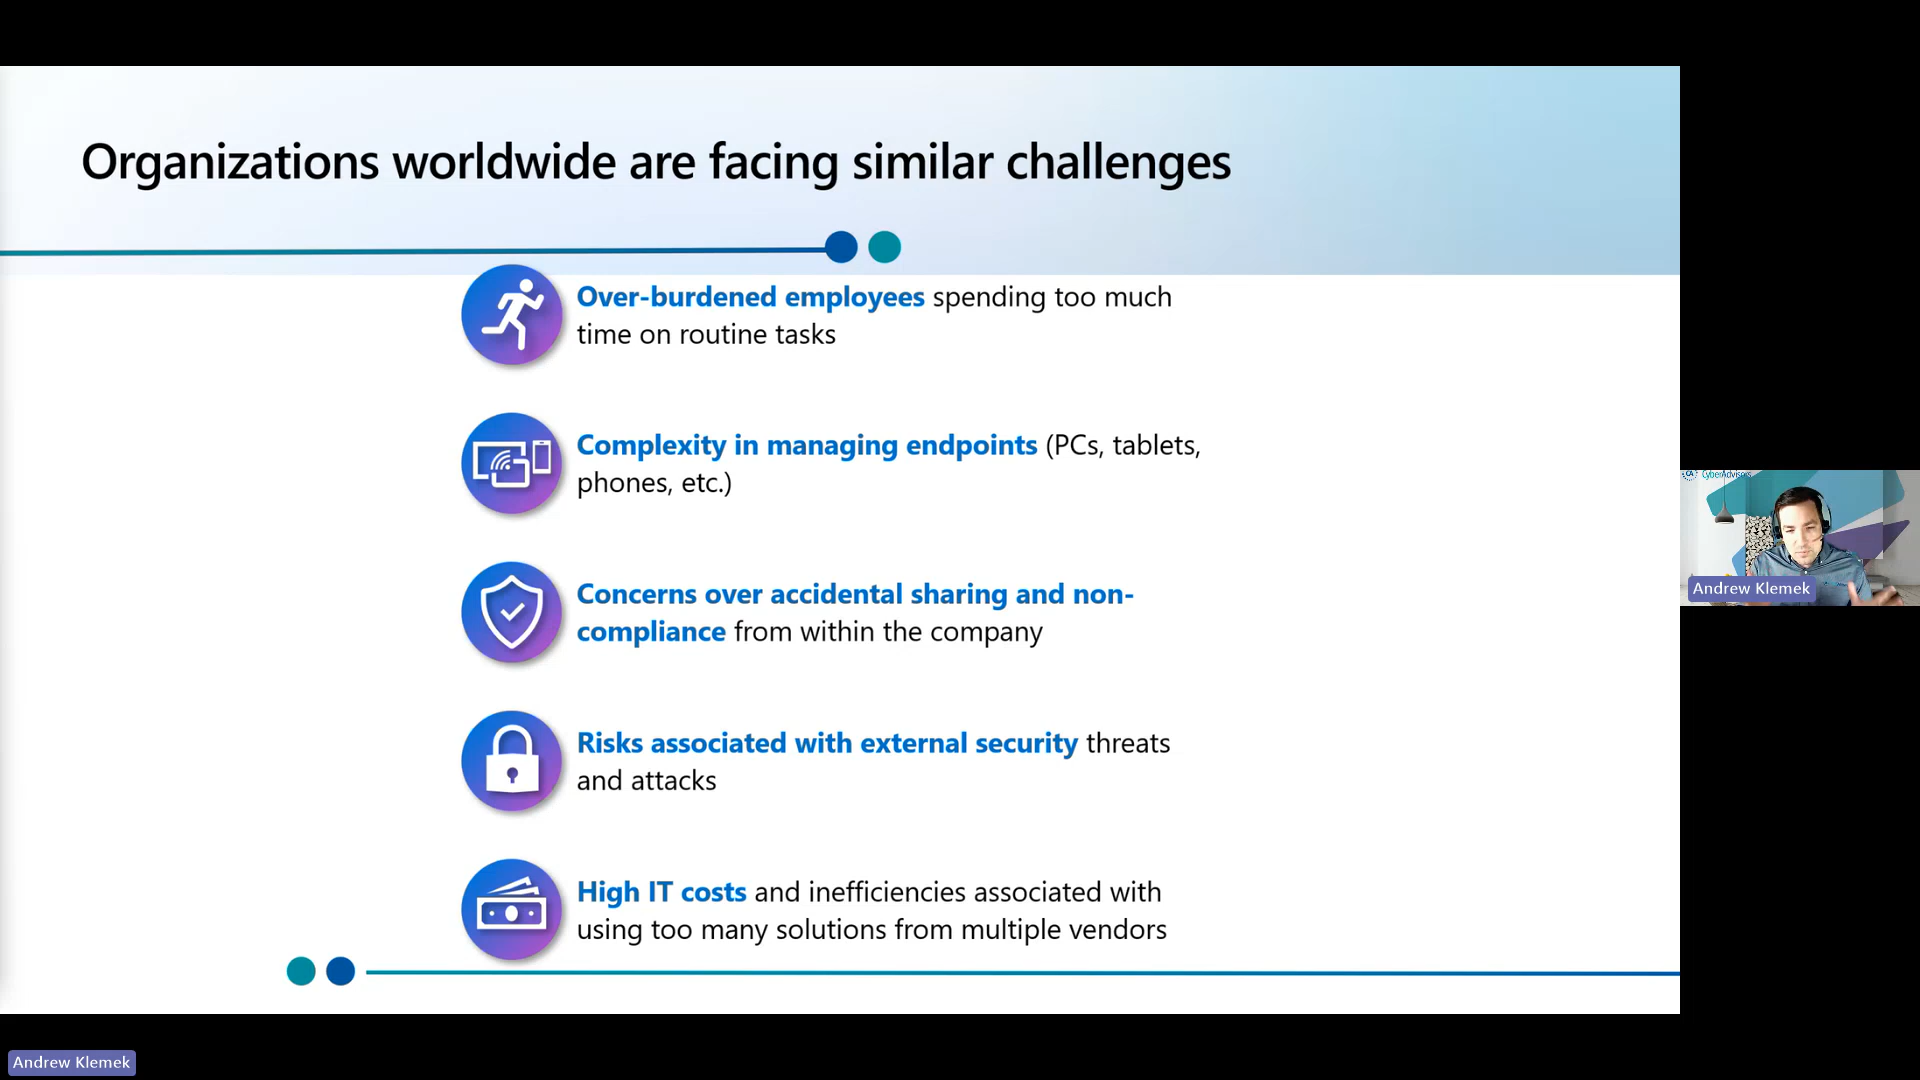 Organizations worldwide are facing similar challenges
Over-burdened employees spending too much
time on routine tasks
Complexity in managing endpoints (PCs, tablets,
phones, etc.)
Concerns over accidental sharing and non-
compliance from within the company
Risks associated with external security threats
and attacks
High IT costs and inefficiencies associated with
using too many solutions from multiple vendors
CyberAdvisors
Andrew Klemek
Andrew Klemek